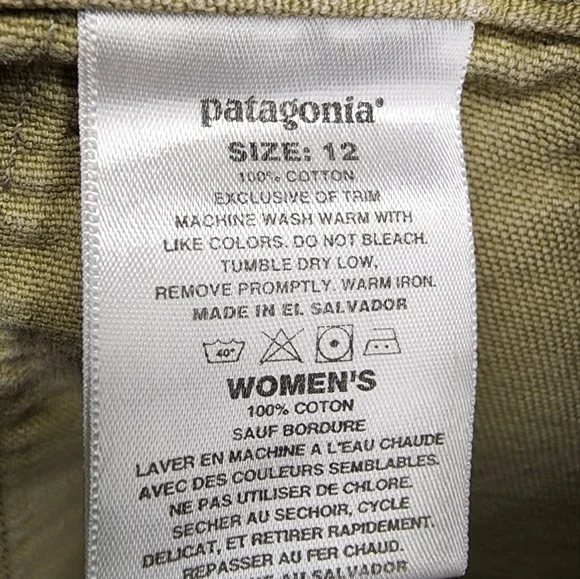 patagonia®
SIZE: 12
100% COTTON
EXCLUSIVE OF TRIM
MACHINE WASH WARM WITH
LIKE COLORS. DO NOT BLEACH.
TUMBLE DRY LOW,
REMOVE PROMPTLY. WARM IRON.
MADE IN EL SALVADOR
40°
WOMEN'S
100% COTON
SAUF BORDURE
LAVER EN MACHINE A L'EAU CHAUDE
AVEC DES COULEURS SEMBLABLES.
NE PAS UTILISER DE CHLORE.
SECHER AU SECHOIR, CYCLE
DELICAT, ET RETIRER RAPIDEMENT.
REPASSER AU FER CHAUD.
AU SALVADOR